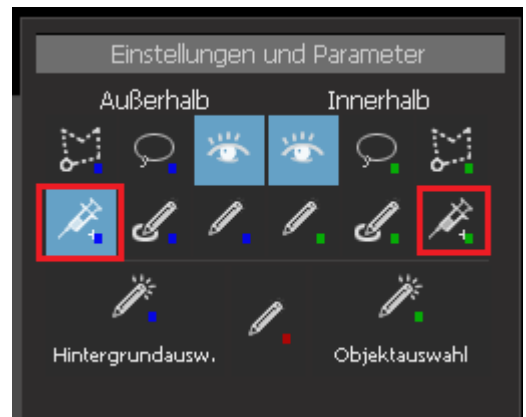 Einstellungen und Parameter
Außerhalb Innerhalb
Hintergrundausw. Objektauswahl